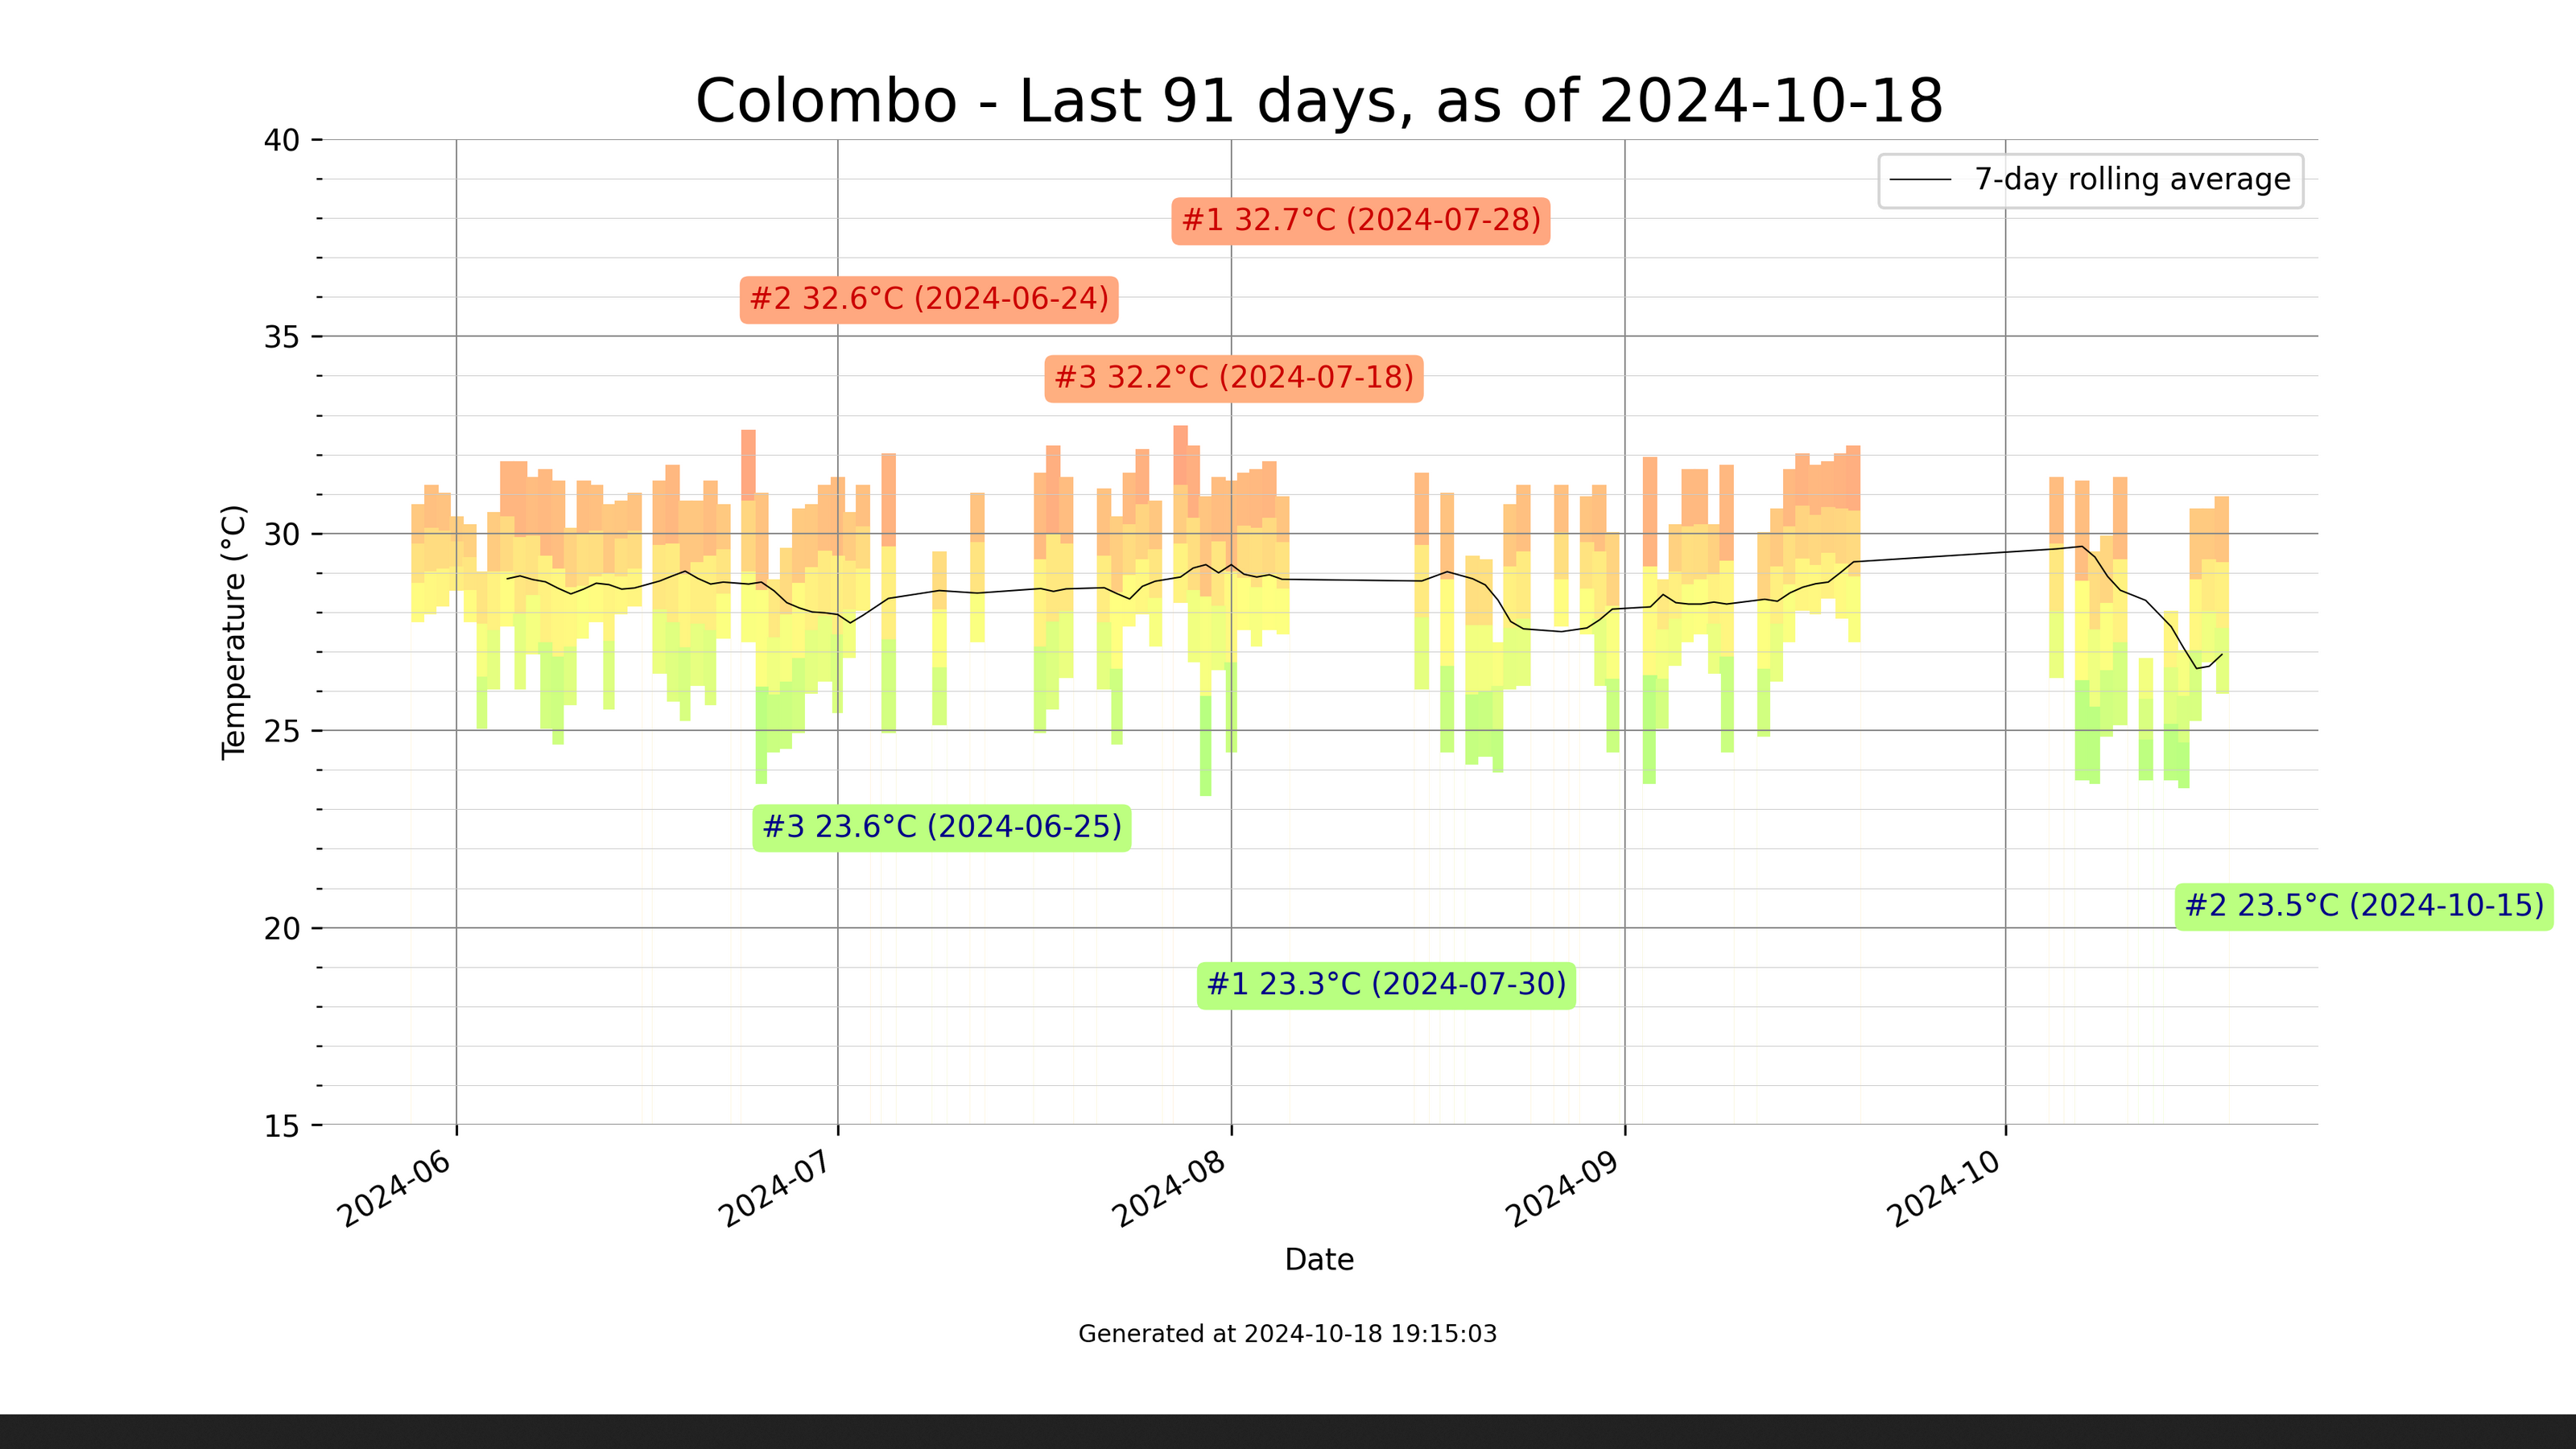 Colombo - Last 91 days, as of 2024-10-18
40
7-day rolling average
#1 32.7°C (2024-07-28)
#2 32.6°C (2024-06-24)
35
#3 32.2°C (2024-07-18)
30
Temperature (°C)
25
#3 23.6°C (2024-06-25)
#2 23.5°C (2024-10-15)
20
#1 23.3°C (2024-07-30)
15
2024-06
2024-07
2024-08
2024-09
2024-10
Date
Generated at 2024-10-18 19:15:03